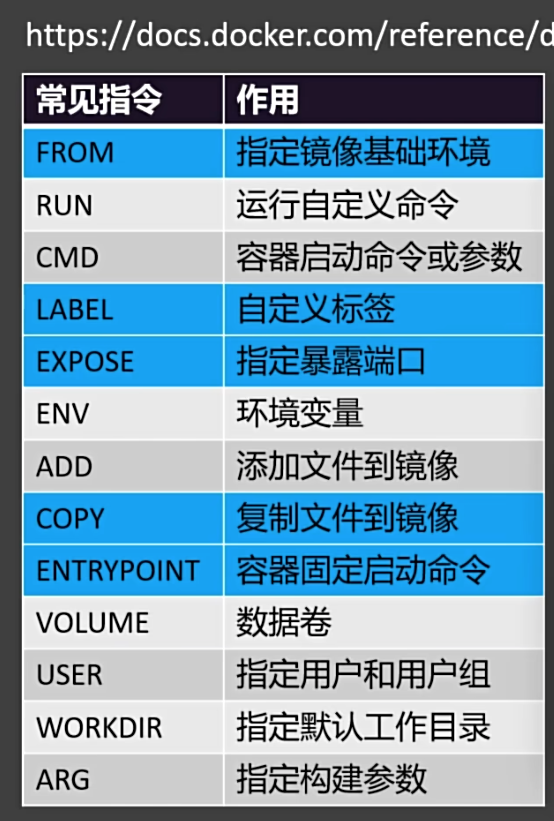 https://docs.docker.com/reference/d
常见指令 作用
FROM 指定镜像基础环境
RUN 运行自定义命令
CMD 容器启动命令或参数
LABEL 自定义标签
EXPOSE 指定暴露端口
ENV 环境变量
ADD 添加文件到镜像
COPY 复制文件到镜像
ENTRYPOINT 容器固定启动命令
VOLUME 数据卷
USER 指定用户和用户组
WORKDIR 指定默认工作目录
ARG 指定构建参数